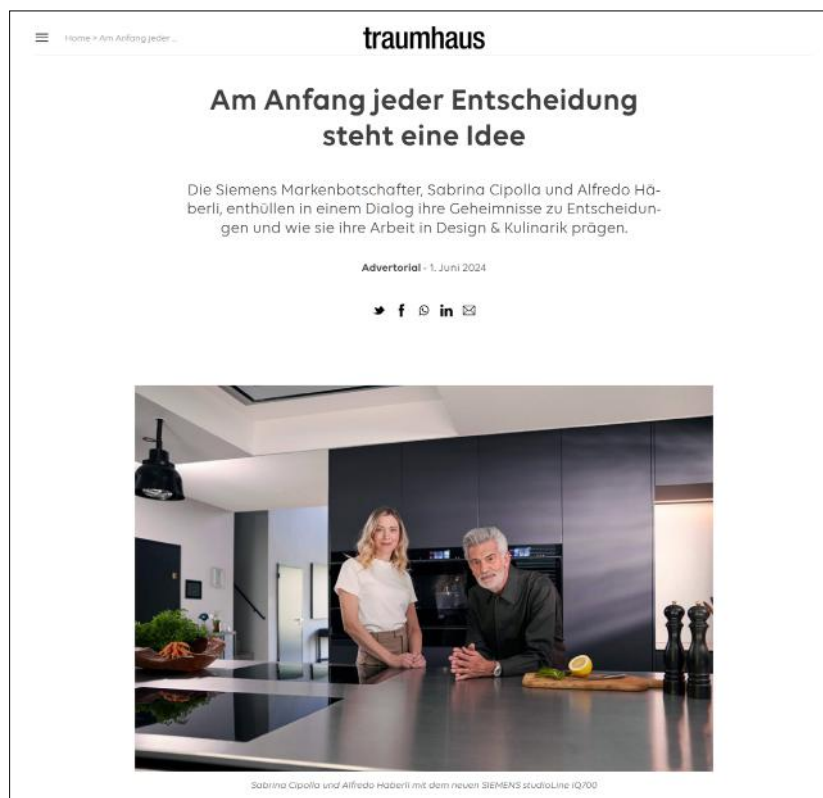 Home > Am Anfang jeder ...
traumhaus
Am Anfang jeder Entscheidung
steht eine Idee
Die Siemens Markenbotschafter, Sabrina Cipolla und Alfredo Hä-
berli, enthüllen in einem Dialog ihre Geheimnisse zu Entscheidun-
gen und wie sie ihre Arbeit in Design & Kulinarik prägen.
Advertorial - 1. Juni 2024
Sabrina Cipolla und Alfredo Häberli mit dem neuen SIEMENS studioLine iQ700